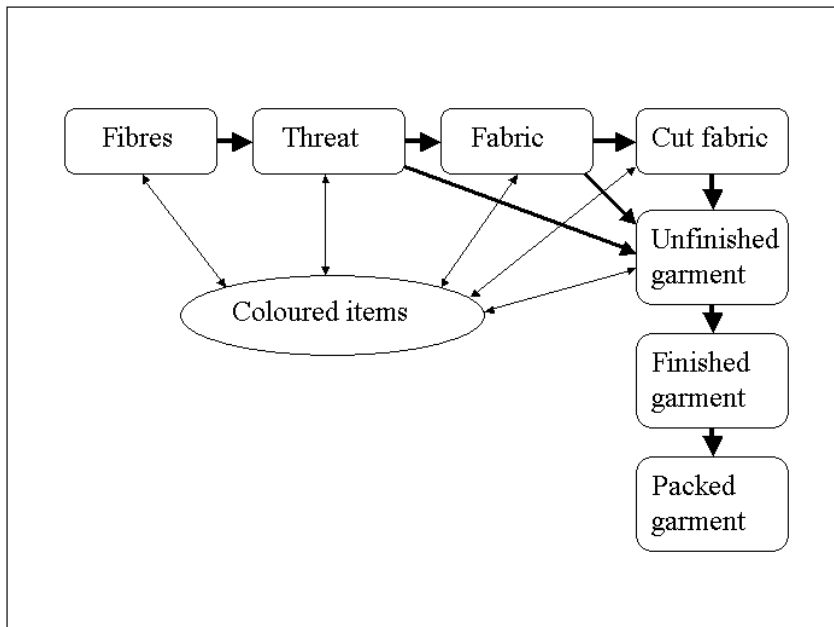 Fibres
Threat
Fabric
Cut fabric
Unfinished
garment
Coloured items
Finished
garment
Packed
garment